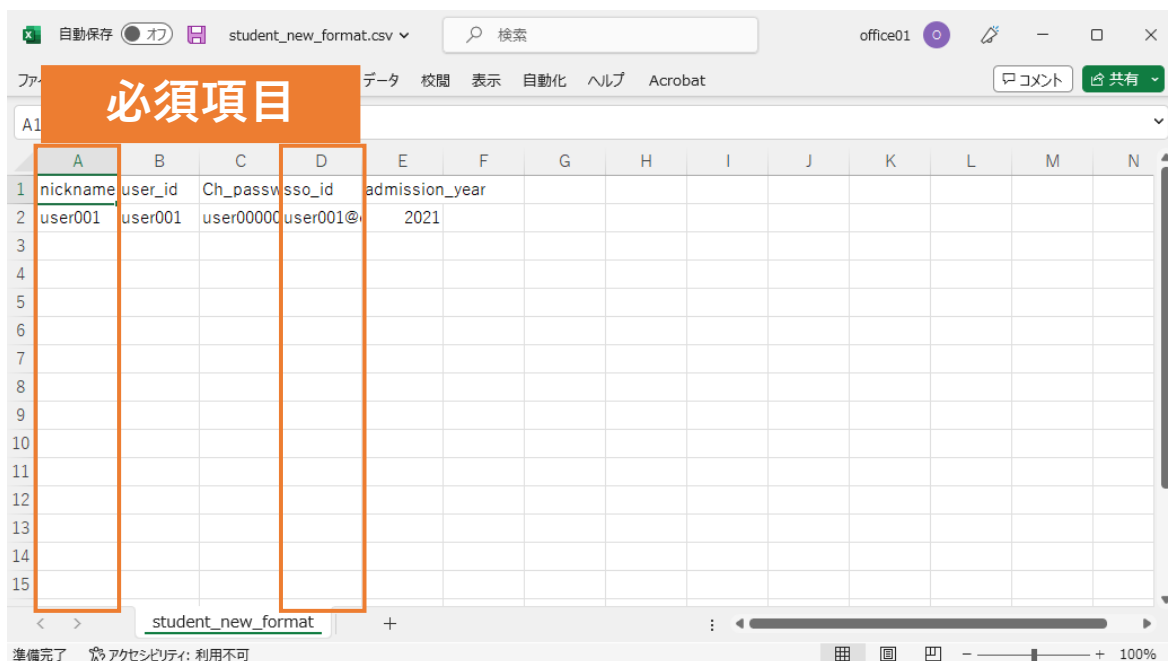 自動保存 オフ student_new_format.csv 検索 office01 O
ファ データ 校閲 表示 自動化 ヘルプ Acrobat コメント 共有
必須項目
A1
A B C D E F G H I J K L M N
1 nickname user_id Ch_passw sso_id admission_year
2 user001 user001 user00000 user001@ 2021
3
4
5
6
7
8
9
10
11
12
13
14
15
student_new_format +
準備完了 アクセシビリティ: 利用不可 - + 100%